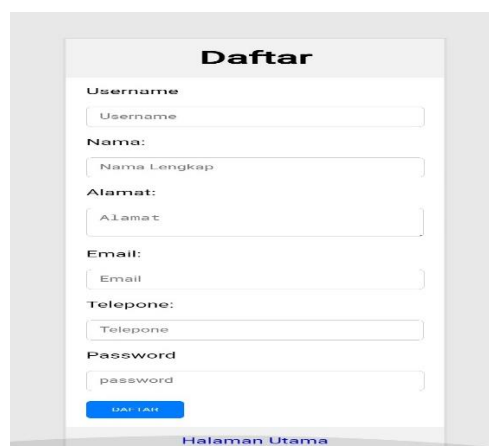 Daftar
Username
Username
Nama:
Nama Lengkap
Alamat:
Alamat
Email:
Email
Telepone:
Telepone
Password
password
DAFTAR
Halaman Utama